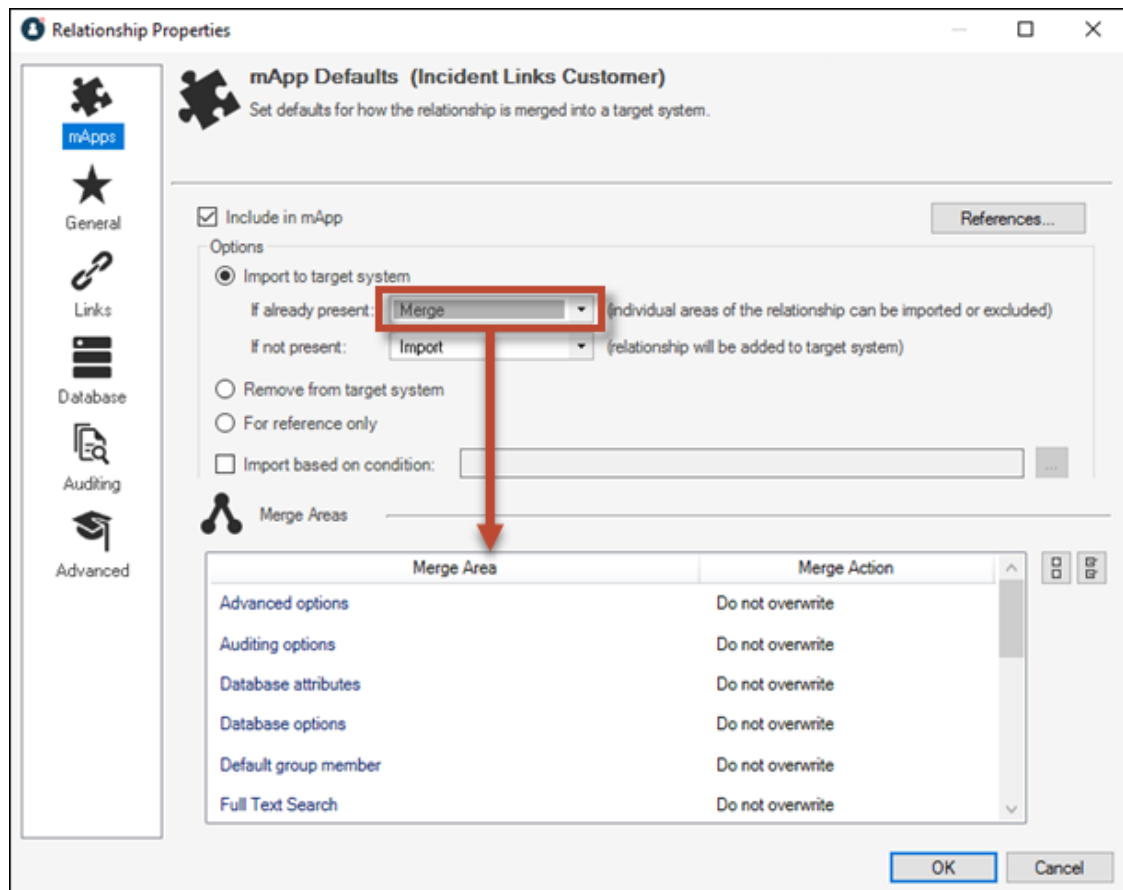 Relationship Properties
mApps
General
Links
Database
Auditing
Advanced
mApp Defaults (Incident Links Customer)
Set defaults for how the relationship is merged into a target system.
Include in mApp
References...
Options
Import to target system
If already present: Merge (individual areas of the relationship can be imported or excluded)
If not present: Import (relationship will be added to target system)
Remove from target system
For reference only
Import based on condition: ...
Merge Areas
Merge Area Merge Action
Advanced options Do not overwrite
Auditing options Do not overwrite
Database attributes Do not overwrite
Database options Do not overwrite
Default group member Do not overwrite
Full Text Search Do not overwrite
OK Cancel